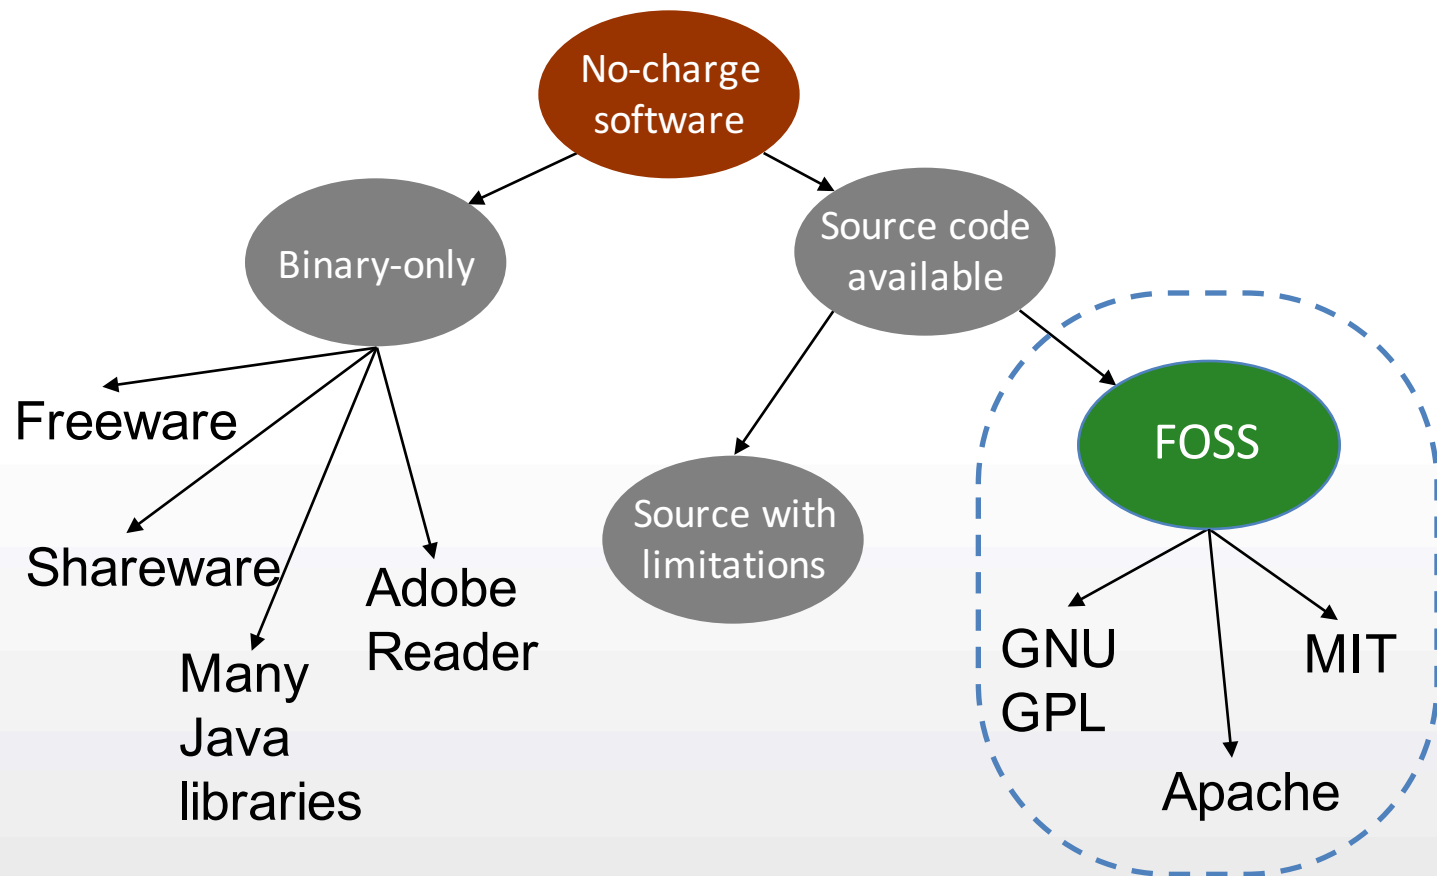 No-charge
software
Binary-only
Source code
available
Freeware
Shareware
Many
Java
libraries
Adobe
Reader
Source with
limitations
FOSS
GNU
GPL
Apache
MIT